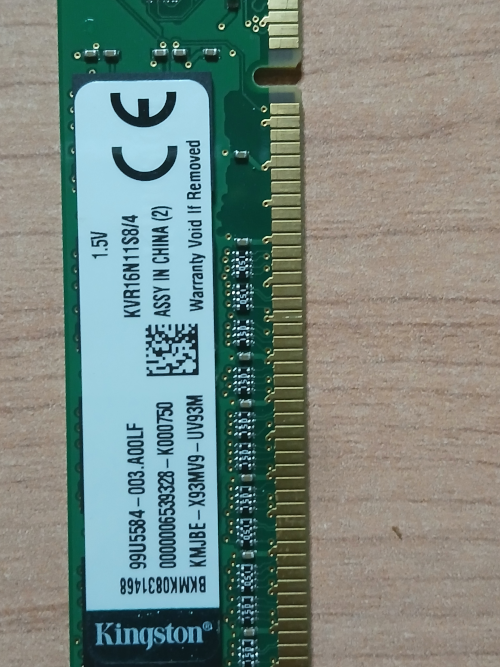 CE
1.5V
KVR16N11S8/4
ASSY IN CHINA (2)
Warranty Void If Removed
99U5584-003.A00LF
0000006539328-K000750
KMJBE-X93MV9-UV93M
BKMK0831468
Kingston®